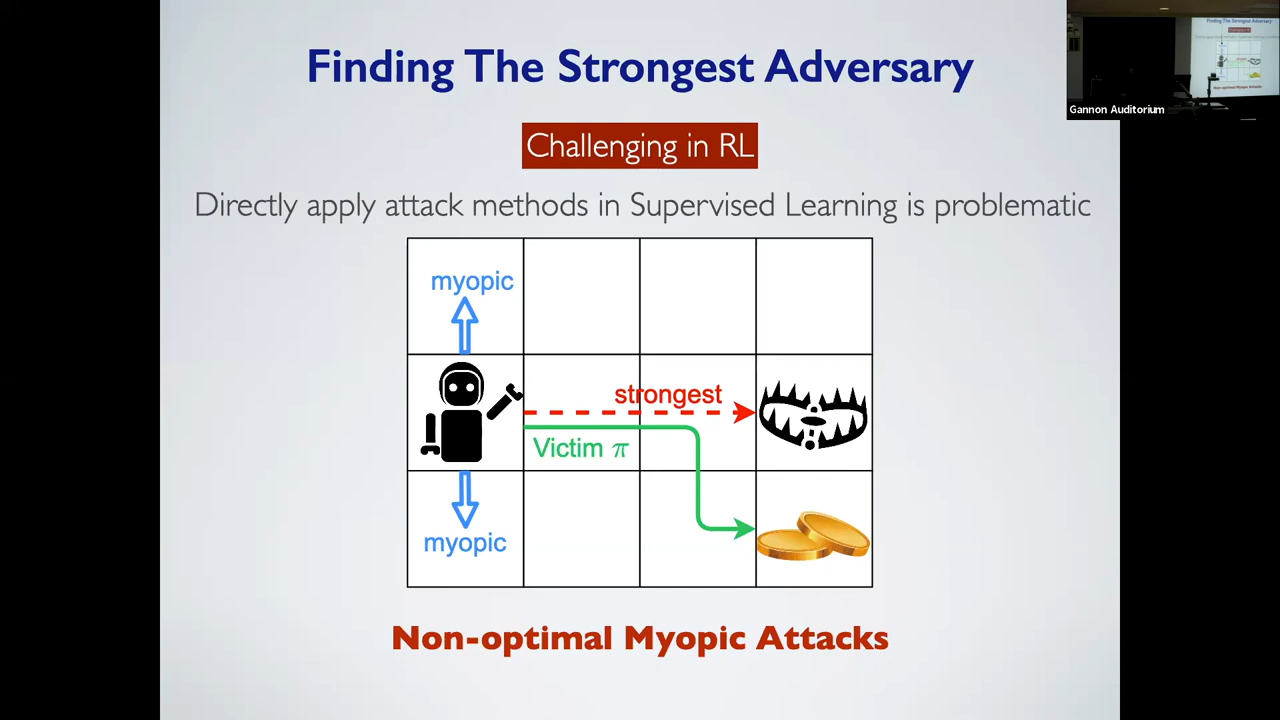 Finding The Strongest Adversary
Gannon Auditorium
Challenging in RL
Directly apply attack methods in Supervised Learning is problematic
myopic
strongest
Victim π
myopic
Non-optimal Myopic Attacks